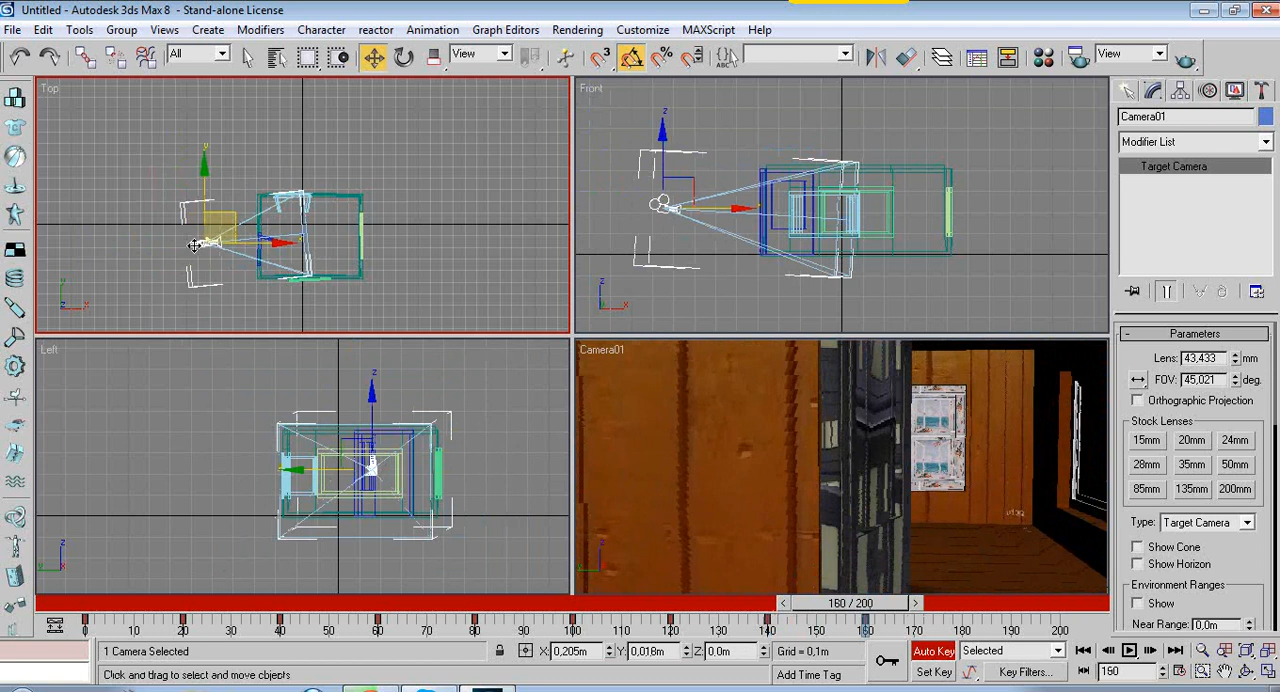 Untitled - Autodesk 3ds Max 8 - Stand-alone License
File Edit Tools Group Views Create Modifiers Character reactor Animation Graph Editors Rendering Customize MAXScript Help
All View View
Top Front
Camera01
Modifier List
Target Camera
Left Camera01
Parameters
Lens: 43,433 mm
FOV: 45,021 deg.
Orthographic Projection
Stock Lenses
15mm 20mm 24mm
28mm 35mm 50mm
85mm 135mm 200mm
Type: Target Camera
Show Cone
Show Horizon
Environment Ranges
Show
Near Range: 0,0m
160 / 200
0 10 20 30 40 50 60 70 80 90 100 110 120 130 140 150 160 170 180 190 200
1 Camera Selected X: 0,205m Y: 0,018m Z: 0,0m Grid = 0,1m Auto Key Selected
Click and drag to select and move objects Add Time Tag Set Key Key Filters... 160